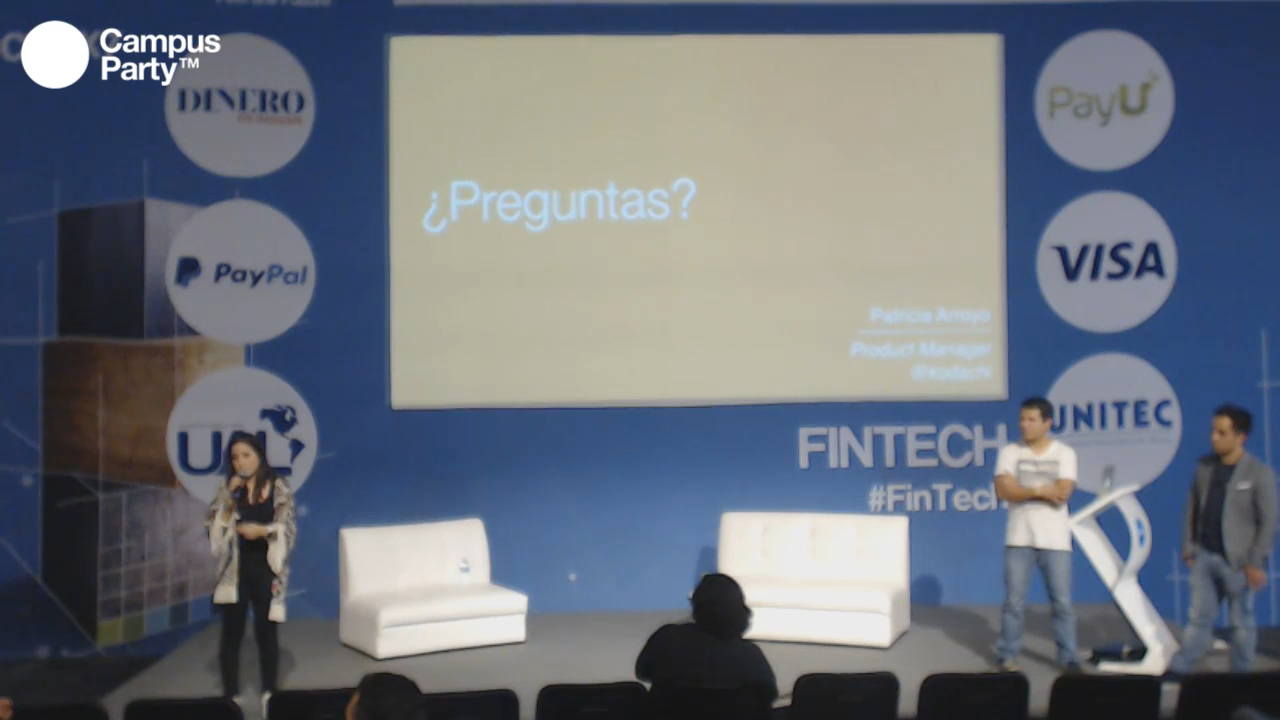 Campus
Party™
DINERO
PayPal
¿Preguntas?
Patricia Arroyo
Product Manager
PayU
VISA
UNITEC
FINTECH
#FinTech